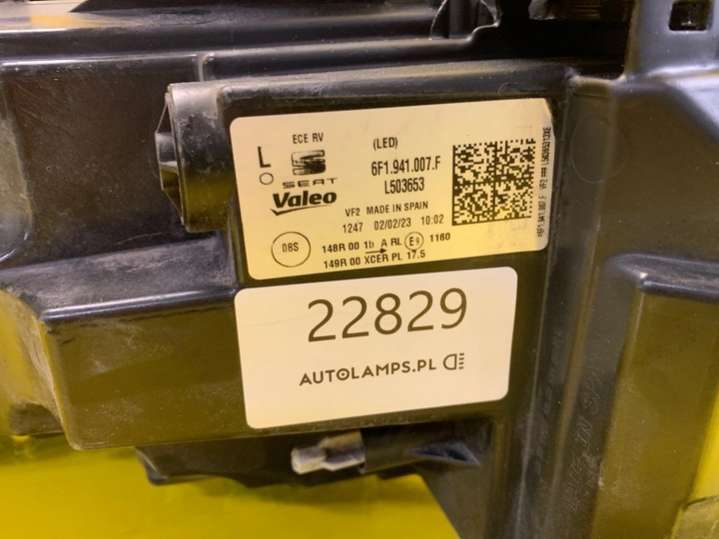 L
O
ECE RV
SEAT
Valeo
(LED)
6F1.941.007.F
L503653
VF2 MADE IN SPAIN
1247 02/02/23 10:02
DBS
148R 00 1b A RL E9 1160
149R 00 XCER PL 17.5
22829
AUTOLAMPS.PL